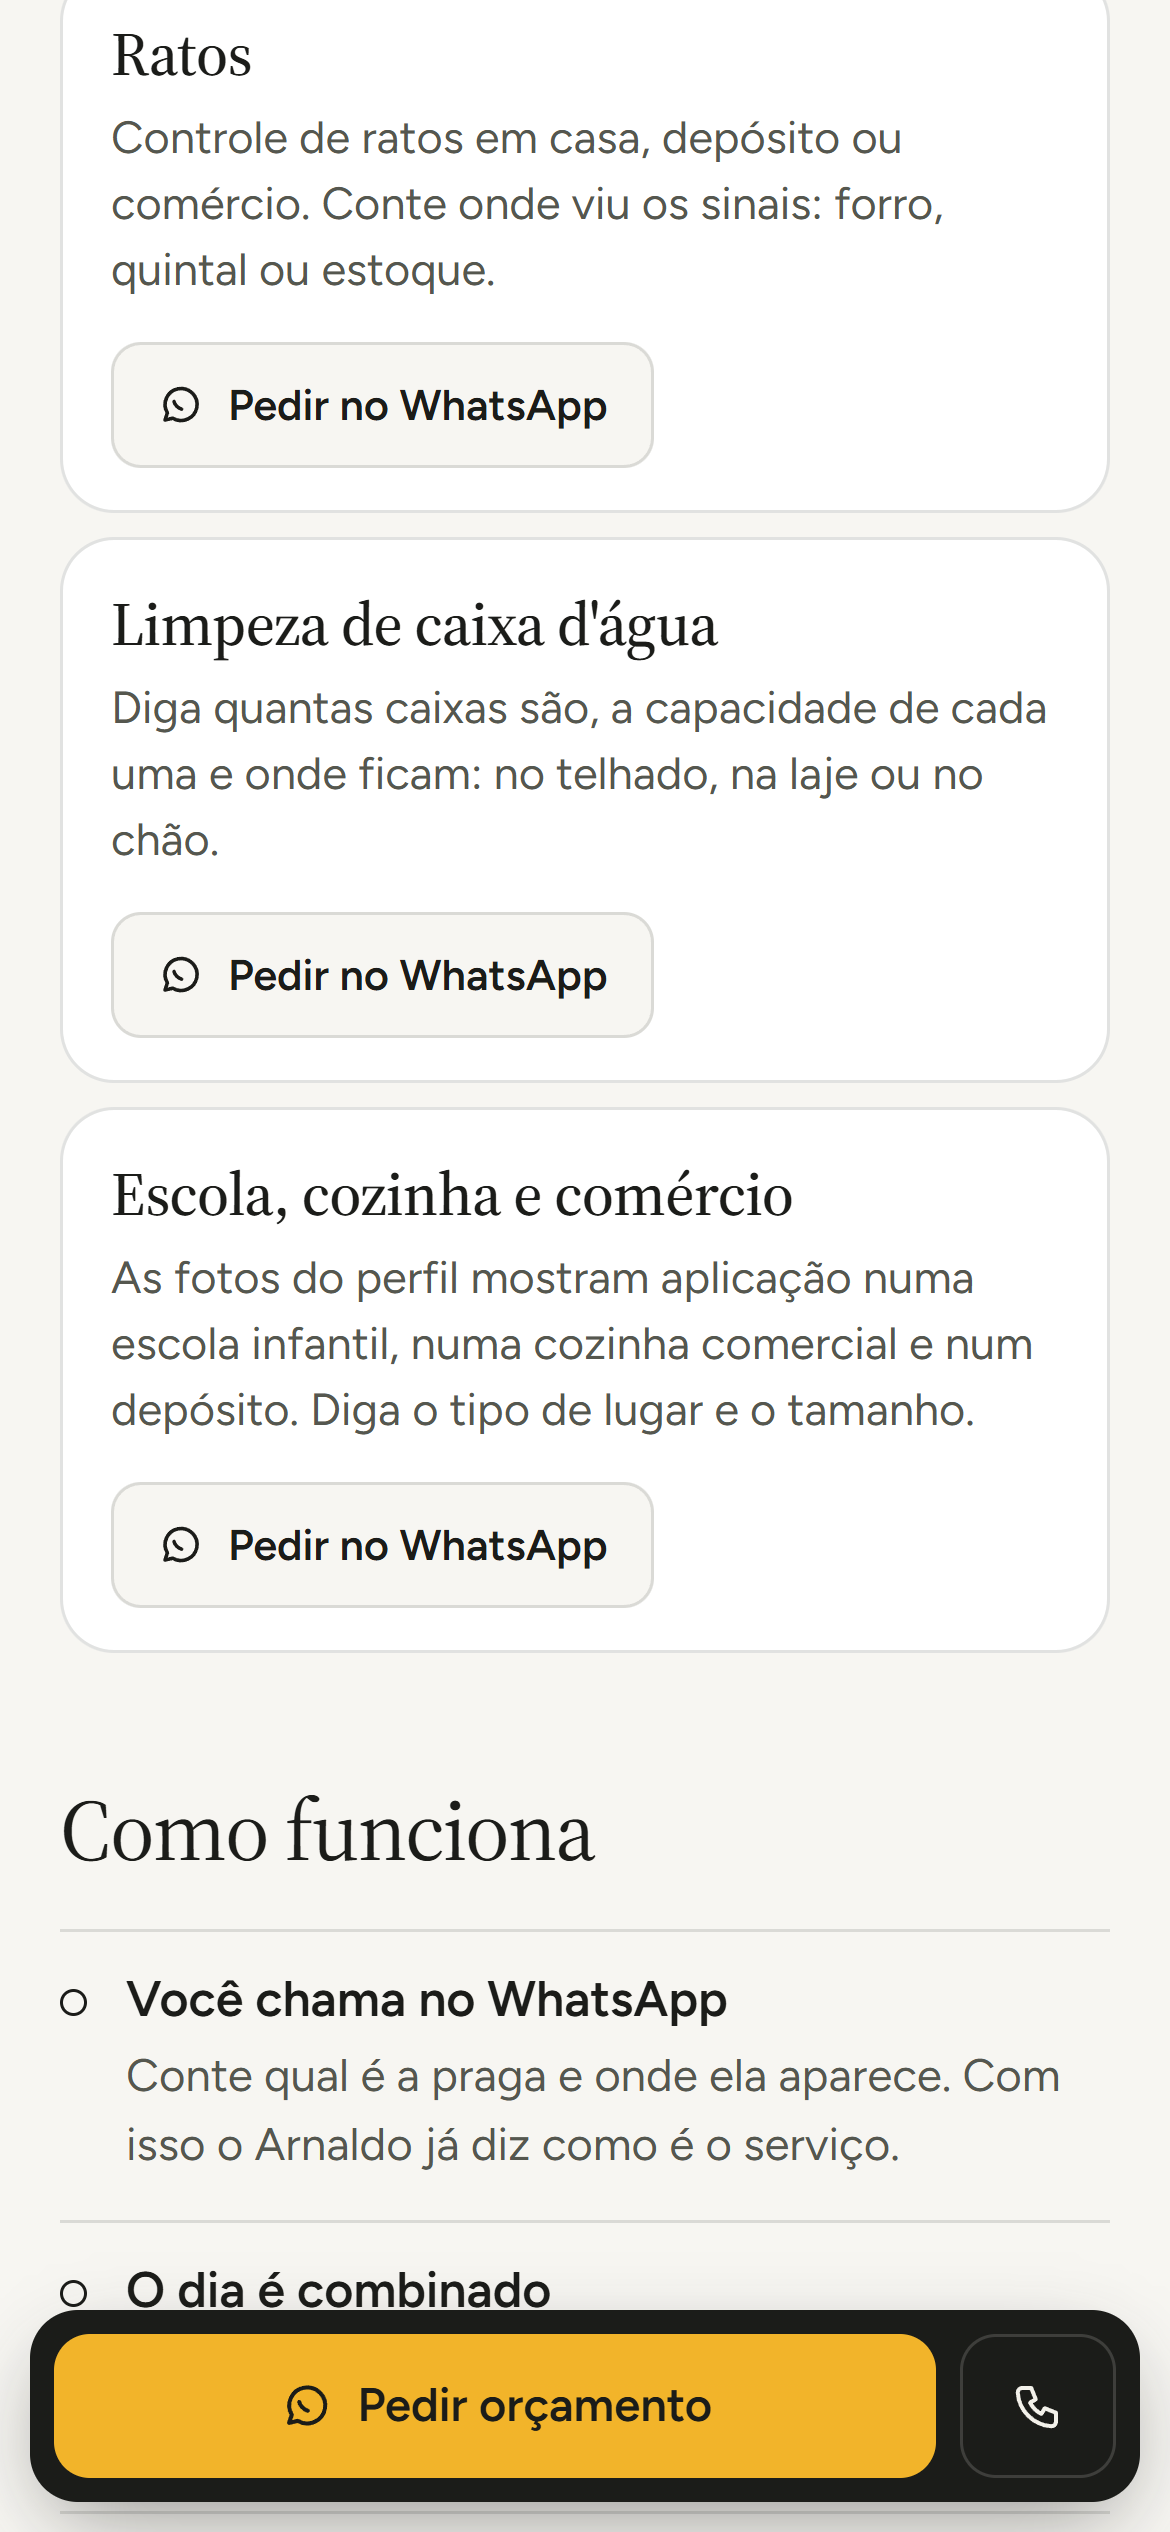 Ratos
Controle de ratos em casa, depósito ou
comércio. Conte onde viu os sinais: forro,
quintal ou estoque.
Pedir no WhatsApp
Limpeza de caixa d'água
Diga quantas caixas são, a capacidade de cada
uma e onde ficam: no telhado, na laje ou no
chão.
Pedir no WhatsApp
Escola, cozinha e comércio
As fotos do perfil mostram aplicação numa
escola infantil, numa cozinha comercial e num
depósito. Diga o tipo de lugar e o tamanho.
Pedir no WhatsApp
Como funciona
Você chama no WhatsApp
Conte qual é a praga e onde ela aparece. Com
isso o Arnaldo já diz como é o serviço.
O dia é combinado
Pedir orçamento